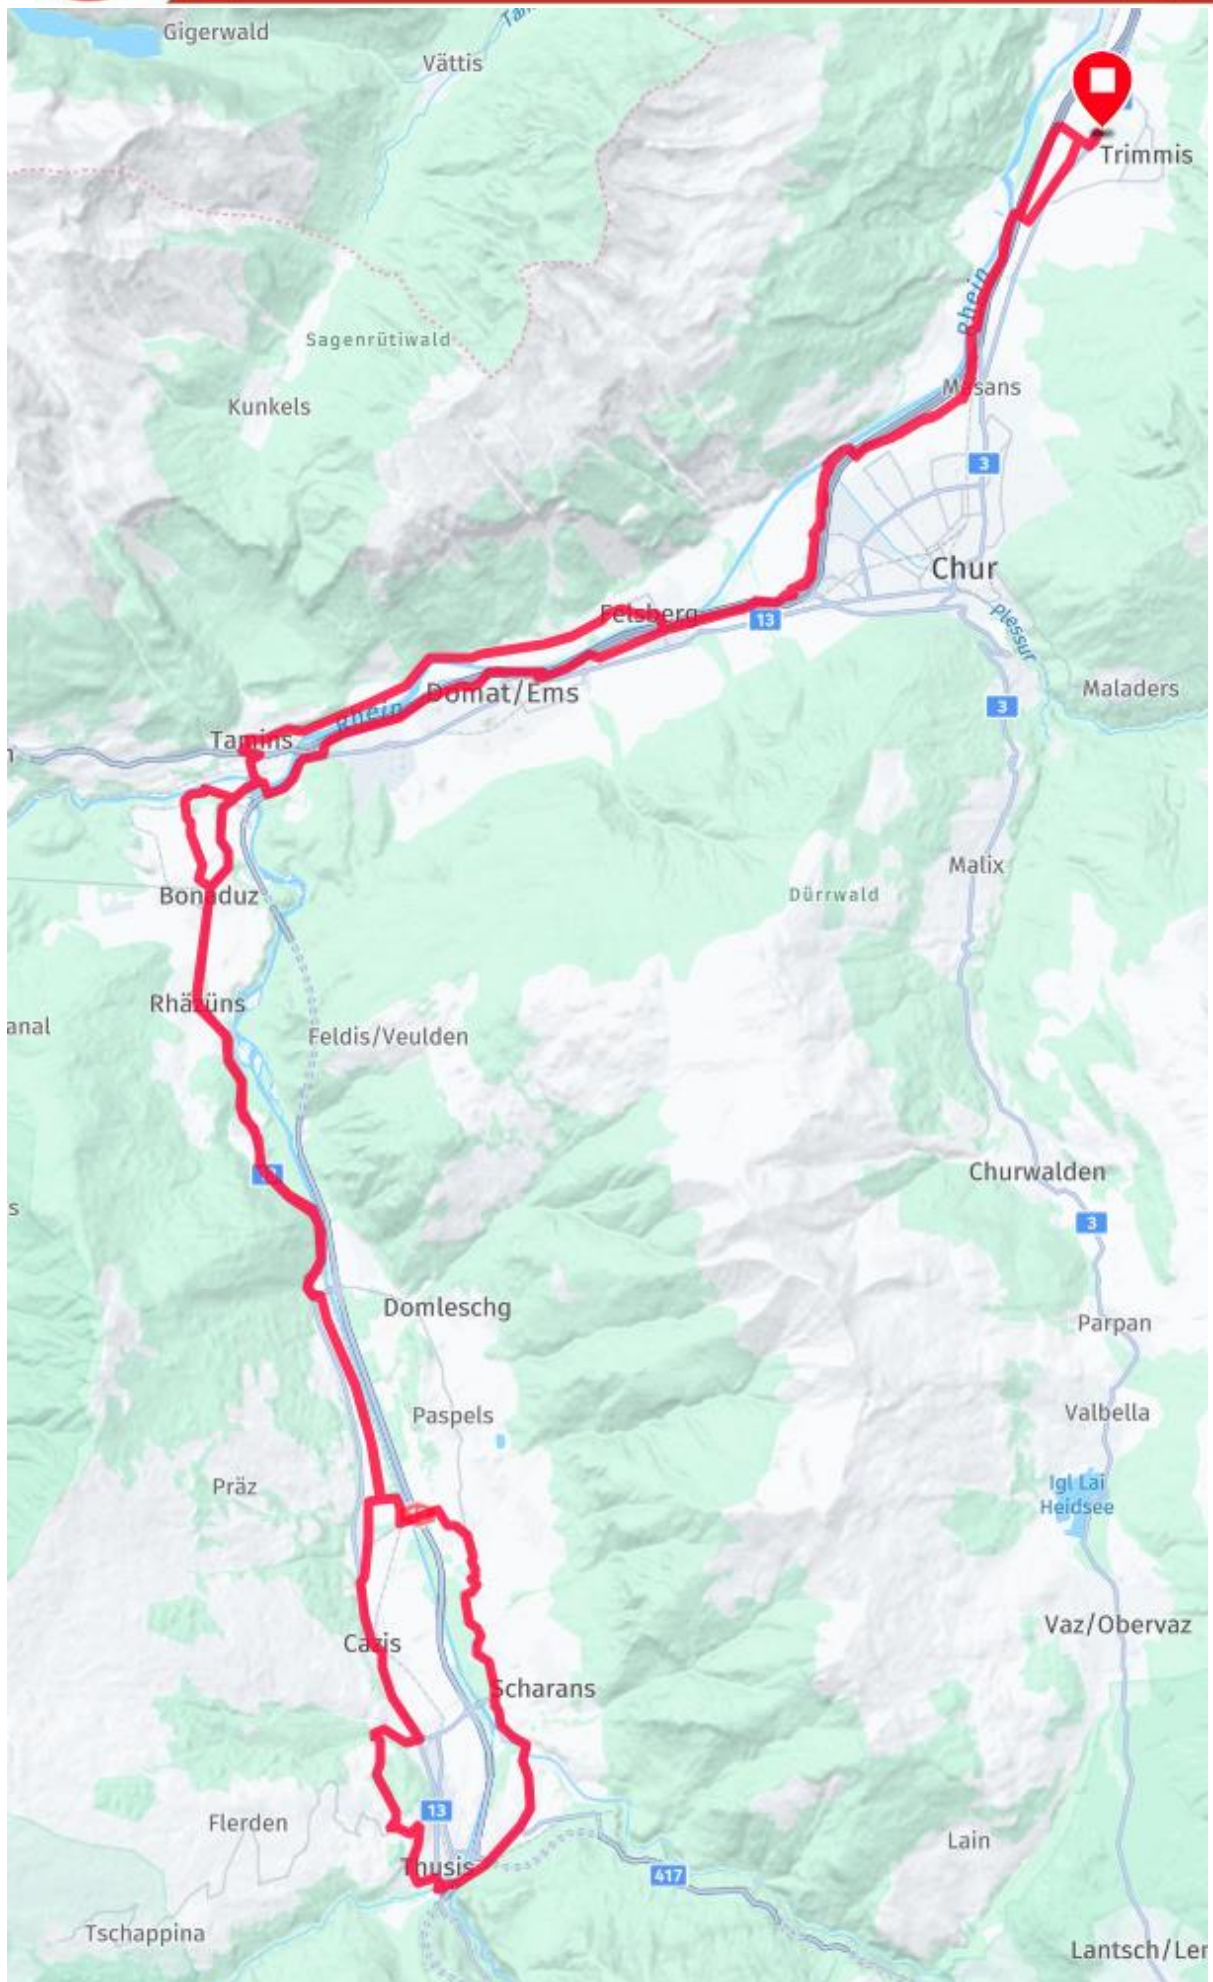 Gigerwald
Vättis
Trimmis
Rhein
Sagenrütiwald
Masans
Kunkels
3
Chur
Plessur
Felsberg
13
Maladers
Domat/Ems
3
Rhein
Tamins
Malix
Dürrwald
Bonaduz
Rhäzüns
anal
Feldis/Veulden
Churwalden
s
3
Domleschg
Parpan
Paspels
Valbella
Präz
Igl Lai
Heidsee
Vaz/Obervaz
Cazis
Scharans
13
Flerden
Lain
Thusis
417
Tschappina
Lantsch/Ler